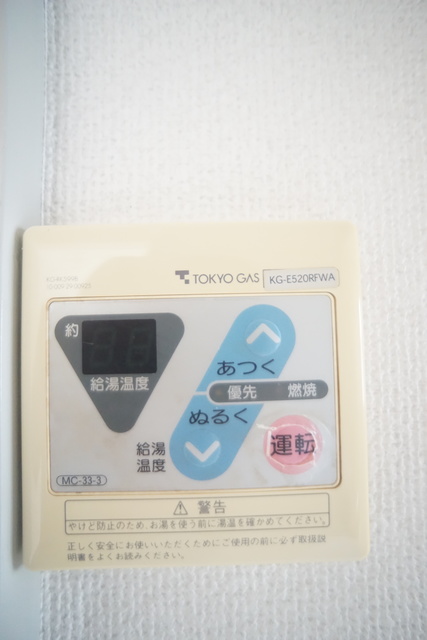 TOKYO GAS
KG-E520RFWA
約
給湯温度
あつく
優先 燃焼
ぬるく
給湯
温度
運転
MC-33-3
警告
やけど防止のため、お湯を使う前に湯温を確かめてください。
正しく安全にお使いいただくためにご使用の前に必ず取扱説
明書をよくお読みください。